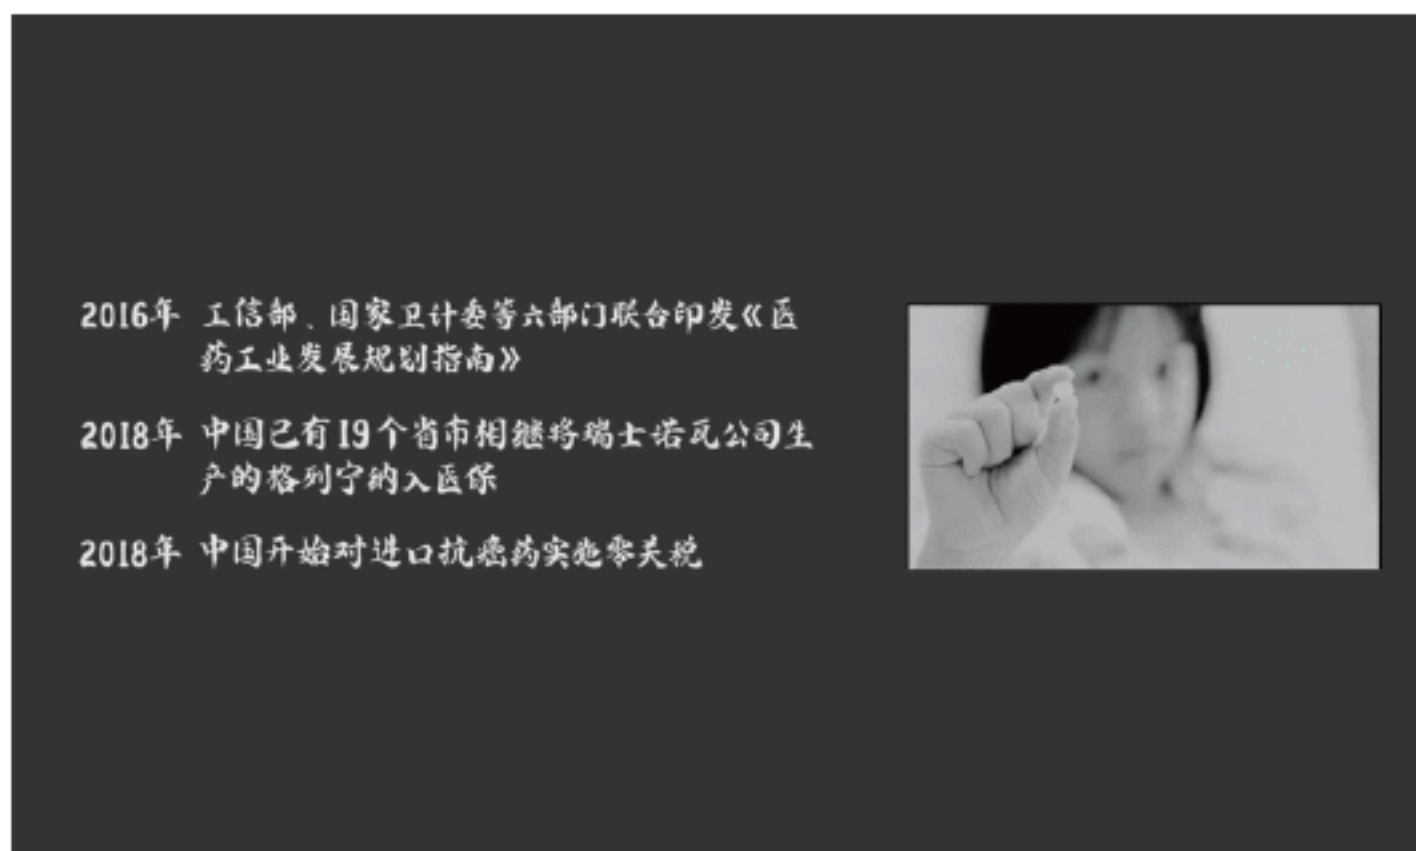 2016年 工信部、国家卫计委等六部门联合印发《医
药工业发展规划指南》
2018年 中国已有19个省市相继将瑞士诺瓦公司生
产的格列宁纳入医保
2018年 中国开始对进口抗癌药实施零关税